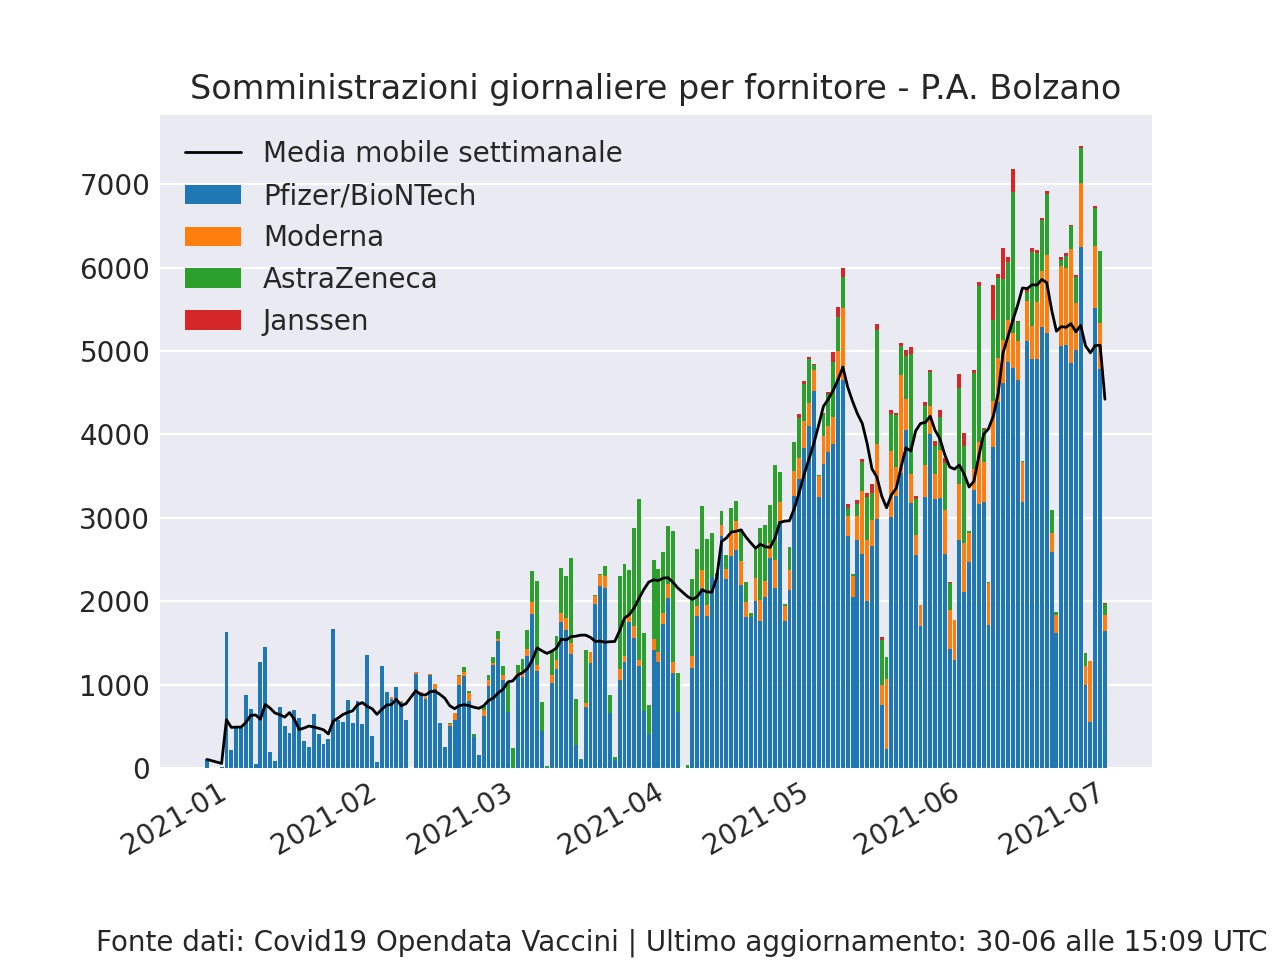 Somministrazioni giornaliere per fornitore - P.A. Bolzano
Media mobile settimanale
Pfizer/BioNTech
Moderna
AstraZeneca
Janssen
7000
6000
5000
4000
3000
2000
1000
0
2021-01
2021-02
2021-03
2021-04
2021-05
2021-06
2021-07
Fonte dati: Covid19 Opendata Vaccini | Ultimo aggiornamento: 30-06 alle 15:09 UTC